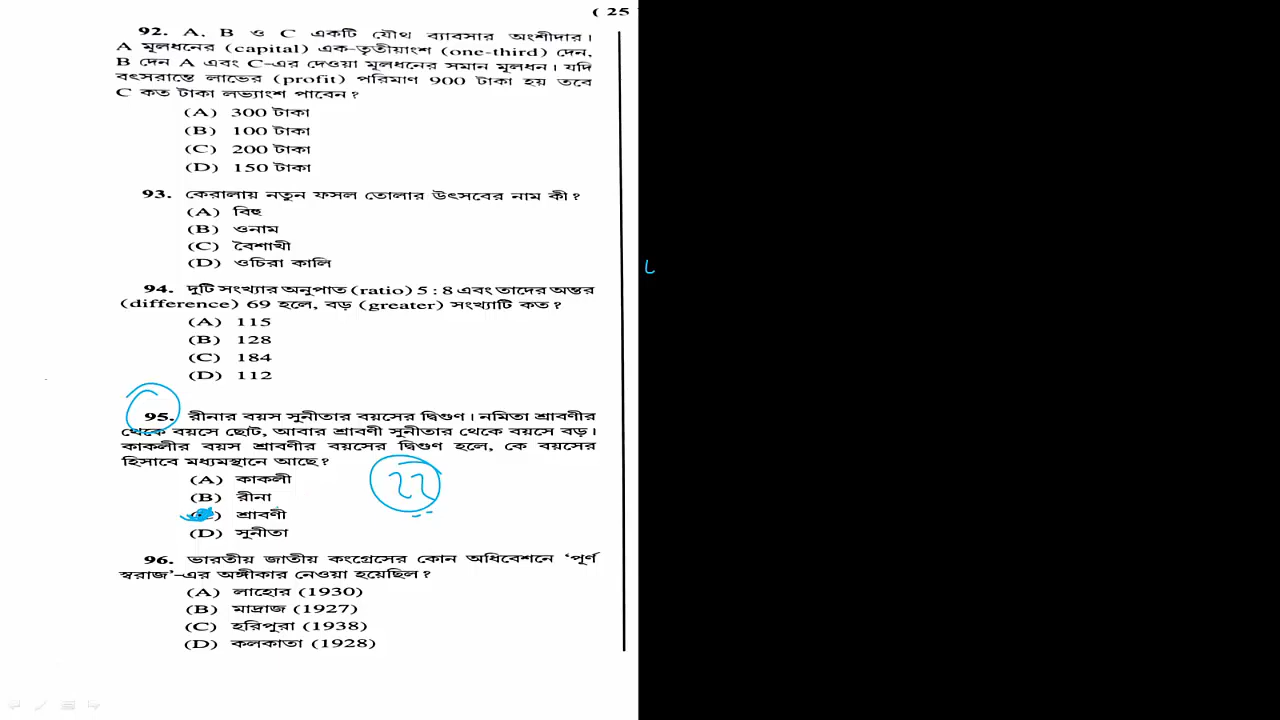 ( 25
92. A, B ও C একটি যৌথ ব্যাবসার অংশীদার।
A মূলধনের (capital) এক-তৃতীয়াংশ (one-third) দেন,
B দেন A এবং C-এর দেওয়া মূলধনের সমান মূলধন। যদি
বৎসরান্তে লাভের (profit) পরিমাণ 900 টাকা হয় তবে
C কত টাকা লভ্যাংশ পাবেন?
(A) 300 টাকা
(B) 100 টাকা
(C) 200 টাকা
(D) 150 টাকা
93. কেরালায় নতুন ফসল তোলার উৎসবের নাম কী?
(A) বিহু
(B) ওনাম
(C) বৈশাখী
(D) ওচিরা কালি
94. দুটি সংখ্যার অনুপাত (ratio) 5 : 8 এবং তাদের অন্তর
(difference) 69 হলে, বড় (greater) সংখ্যাটি কত?
(A) 115
(B) 128
(C) 184
(D) 112
95. রীনার বয়স সুনীতার বয়সের দ্বিগুণ। নমিতা শ্রাবণীর
থেকে বয়সে ছোট, আবার শ্রাবণী সুনীতার থেকে বয়সে বড়।
কাকলীর বয়স শ্রাবণীর বয়সের দ্বিগুণ হলে, কে বয়সের
হিসাবে মধ্যমস্থানে আছে?
(A) কাকলী
(B) রীনা
শ্রাবণী
(D) সুনীতা
96. ভারতীয় জাতীয় কংগ্রেসের কোন অধিবেশনে ‘পূর্ণ
স্বরাজ’-এর অঙ্গীকার নেওয়া হয়েছিল?
(A) লাহোর (1930)
(B) মাদ্রাজ (1927)
(C) হরিপুরা (1938)
(D) কলকাতা (1928)